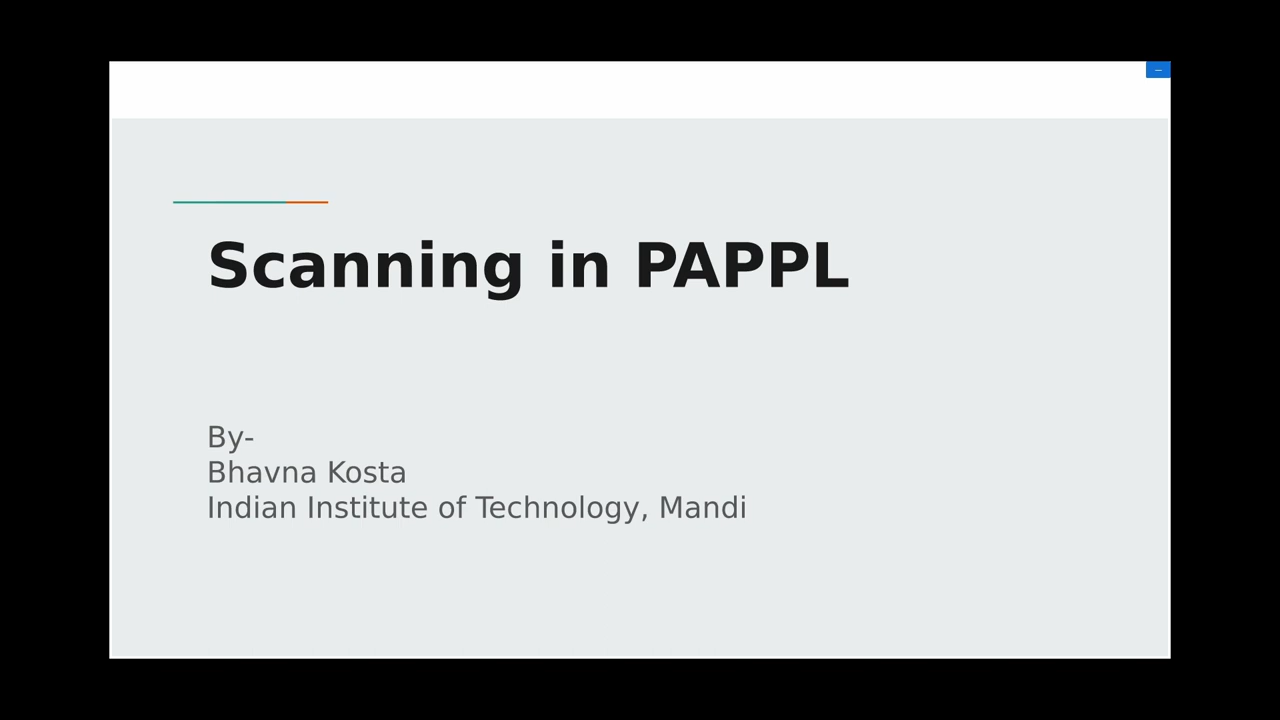 Scanning in PAPPL
By-
Bhavna Kosta
Indian Institute of Technology, Mandi